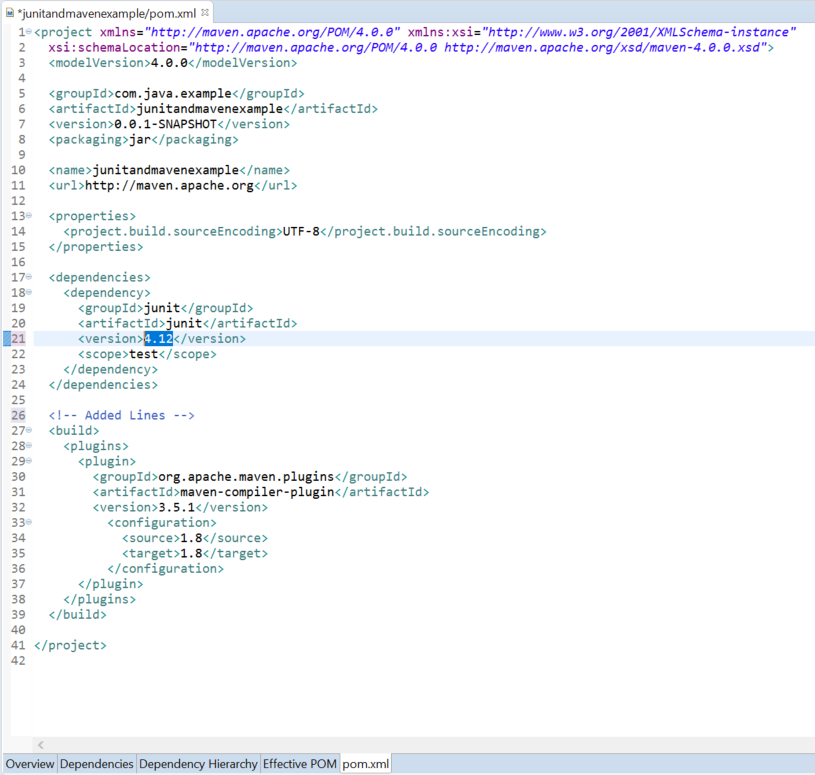 *junitandmavenexample/pom.xml
1 <project xmlns="http://maven.apache.org/POM/4.0.0" xmlns:xsi="http://www.w3.org/2001/XMLSchema-instance"
2   xsi:schemaLocation="http://maven.apache.org/POM/4.0.0 http://maven.apache.org/xsd/maven-4.0.0.xsd">
3   <modelVersion>4.0.0</modelVersion>
4
5   <groupId>com.java.example</groupId>
6   <artifactId>junitandmavenexample</artifactId>
7   <version>0.0.1-SNAPSHOT</version>
8   <packaging>jar</packaging>
9
10   <name>junitandmavenexample</name>
11   <url>http://maven.apache.org</url>
12
13   <properties>
14     <project.build.sourceEncoding>UTF-8</project.build.sourceEncoding>
15   </properties>
16
17   <dependencies>
18     <dependency>
19       <groupId>junit</groupId>
20       <artifactId>junit</artifactId>
21       <version>4.12</version>
22       <scope>test</scope>
23     </dependency>
24   </dependencies>
25
26   <!-- Added Lines -->
27   <build>
28     <plugins>
29       <plugin>
30         <groupId>org.apache.maven.plugins</groupId>
31         <artifactId>maven-compiler-plugin</artifactId>
32         <version>3.5.1</version>
33           <configuration>
34             <source>1.8</source>
35             <target>1.8</target>
36           </configuration>
37       </plugin>
38     </plugins>
39   </build>
40
41 </project>
42
Overview Dependencies Dependency Hierarchy Effective POM pom.xml